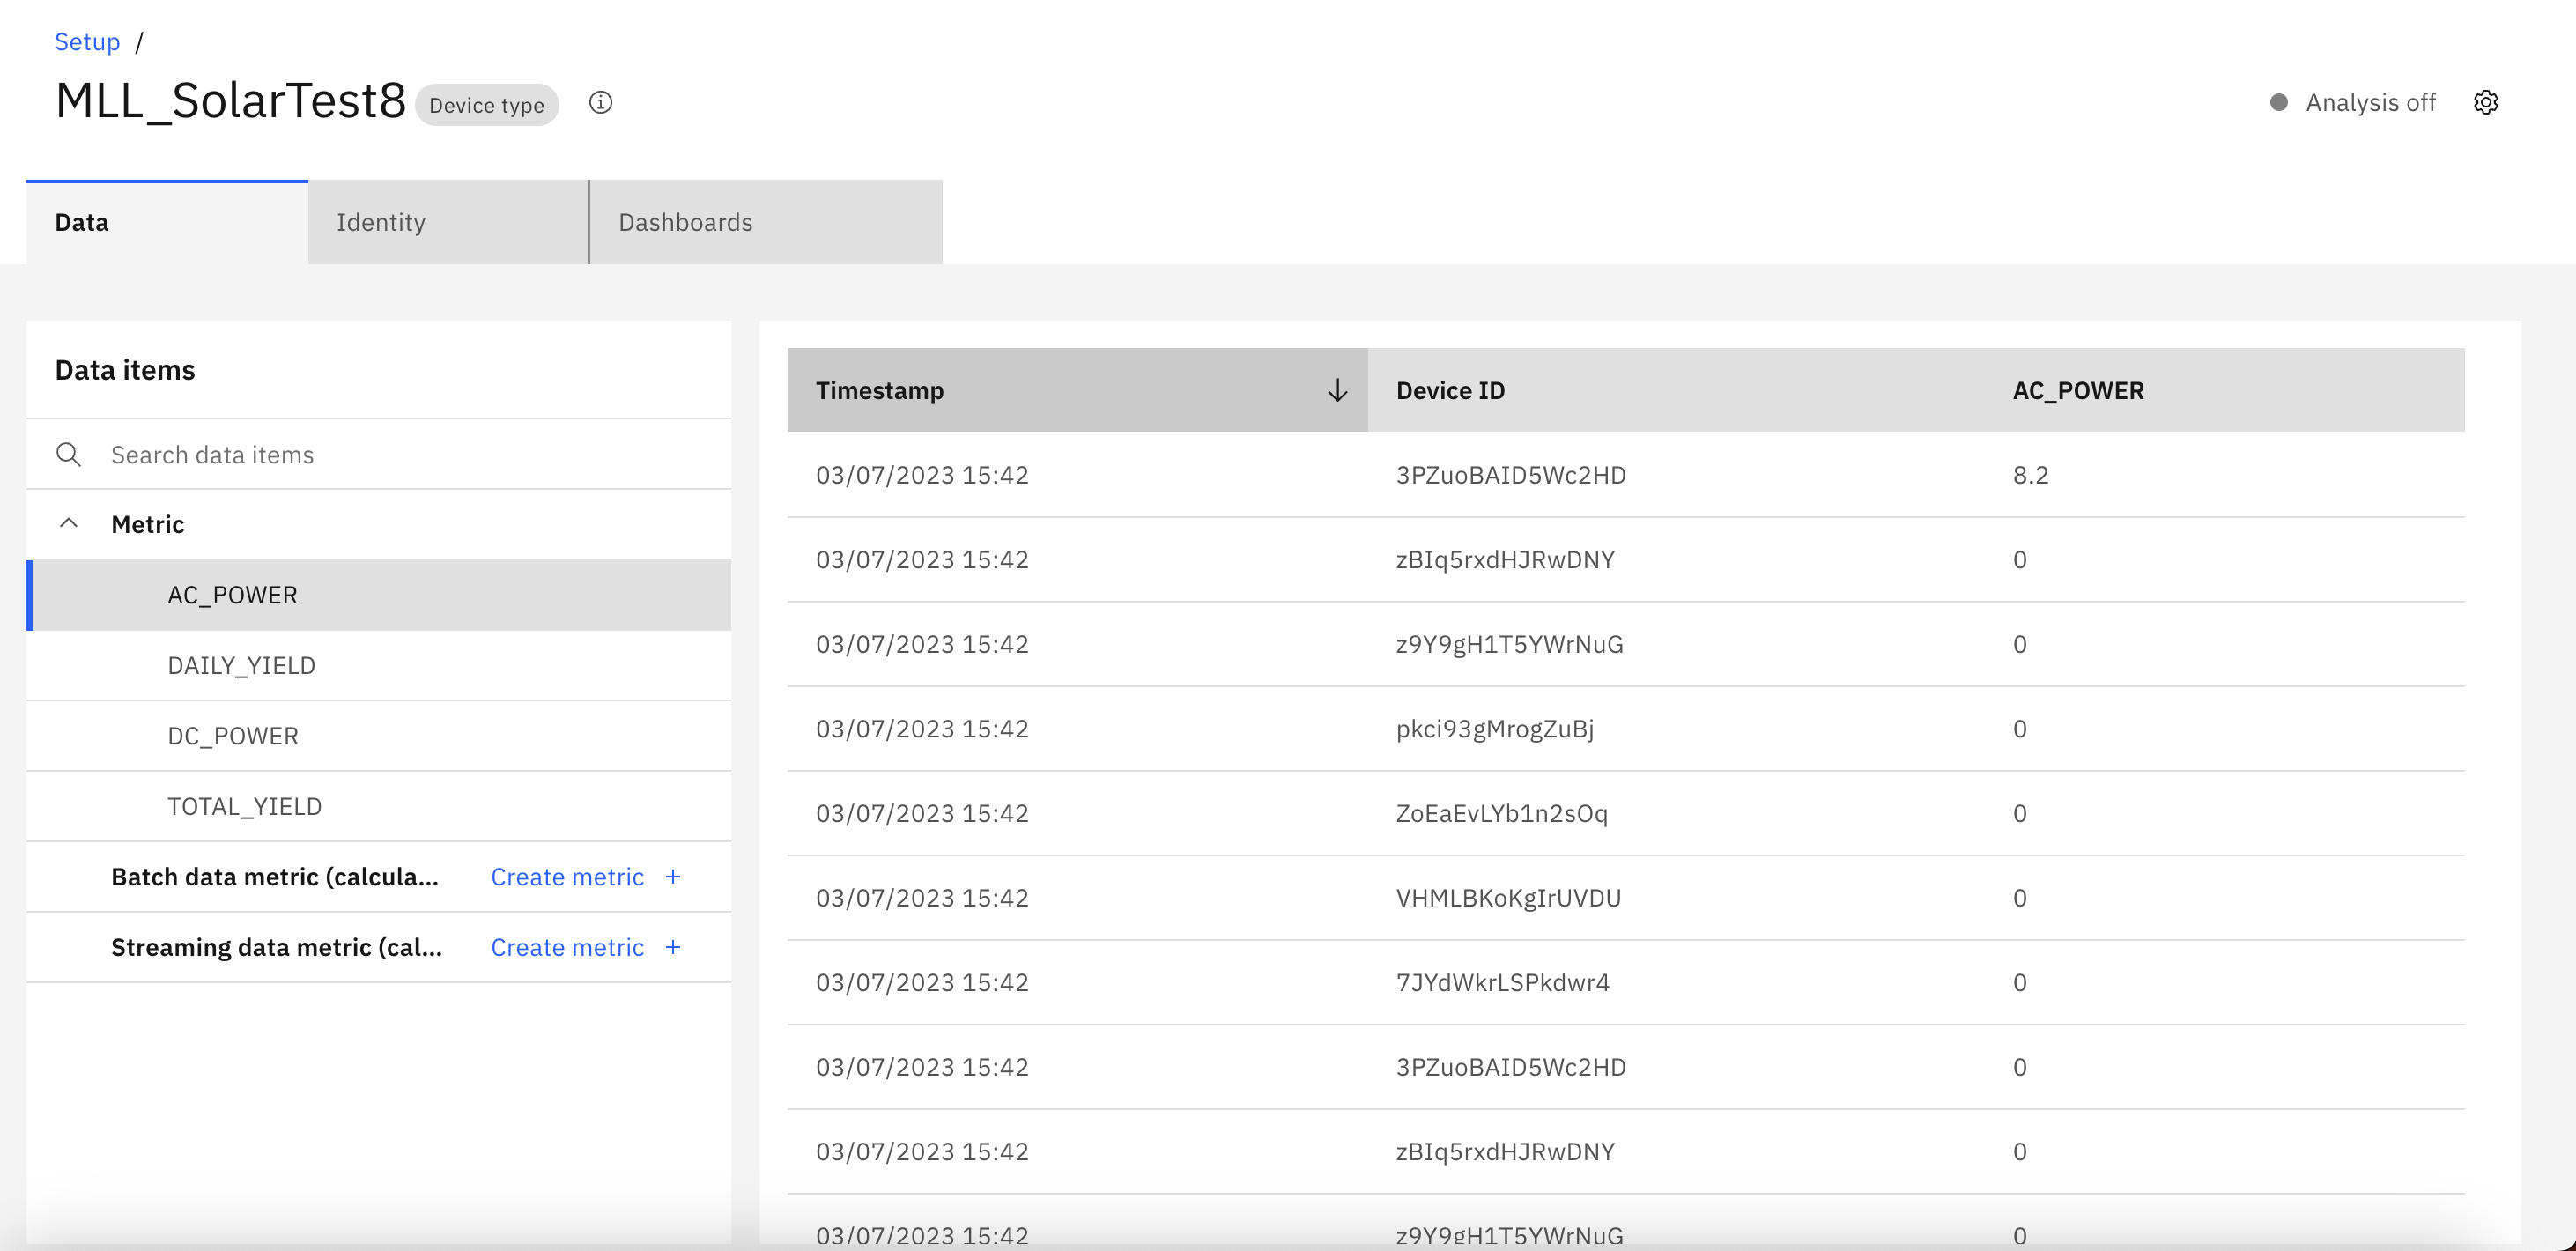 Setup /
MLL_SolarTest8 Device type
Analysis off
Data Identity Dashboards
Data items
Search data items
Metric
AC_POWER
DAILY_YIELD
DC_POWER
TOTAL_YIELD
Batch data metric (calcula... Create metric +
Streaming data metric (cal... Create metric +
Timestamp Device ID AC_POWER
03/07/2023 15:42 3PZuoBAID5Wc2HD 8.2
03/07/2023 15:42 zBIq5rxdHJRwDNY 0
03/07/2023 15:42 z9Y9gH1T5YWrNuG 0
03/07/2023 15:42 pkci93gMrogZuBj 0
03/07/2023 15:42 ZoEaEvLYb1n2sOq 0
03/07/2023 15:42 VHMLBKoKgIrUVDU 0
03/07/2023 15:42 7JYdWkrLSPkdwr4 0
03/07/2023 15:42 3PZuoBAID5Wc2HD 0
03/07/2023 15:42 zBIq5rxdHJRwDNY 0
03/07/2023 15:42 z9Y9gH1T5YWrNuG 0